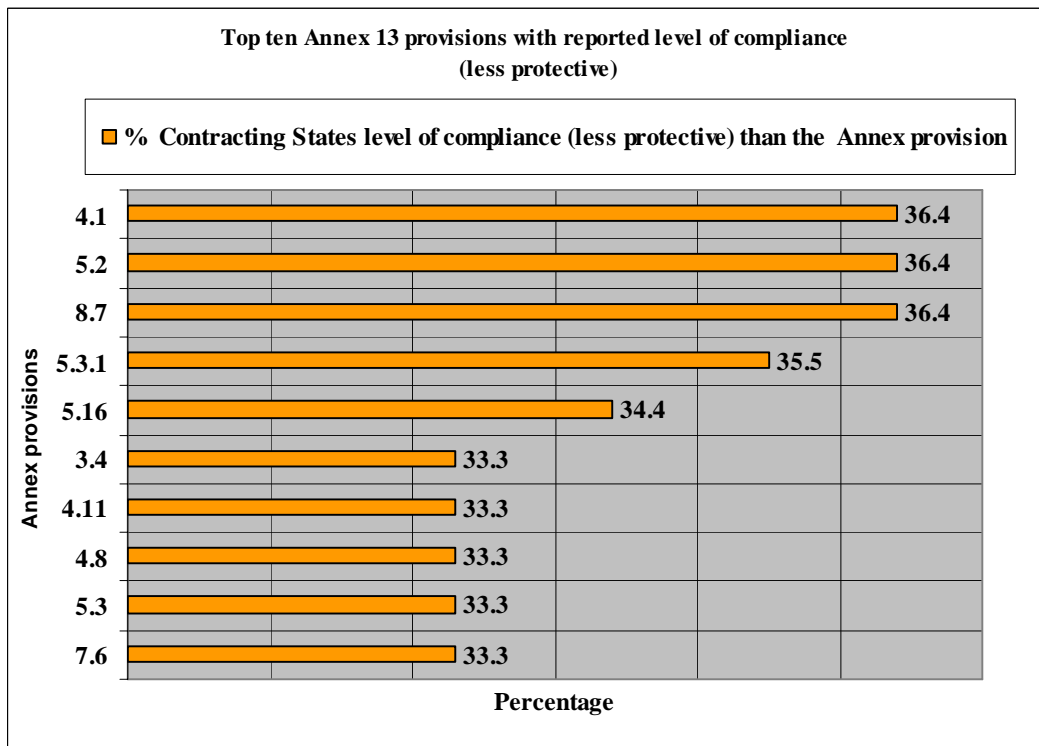 Top ten Annex 13 provisions with reported level of compliance
(less protective)
% Contracting States level of compliance (less protective) than the Annex provision
Annex provisions
4.1 36.4
5.2 36.4
8.7 36.4
5.3.1 35.5
5.16 34.4
3.4 33.3
4.11 33.3
4.8 33.3
5.3 33.3
7.6 33.3
Percentage